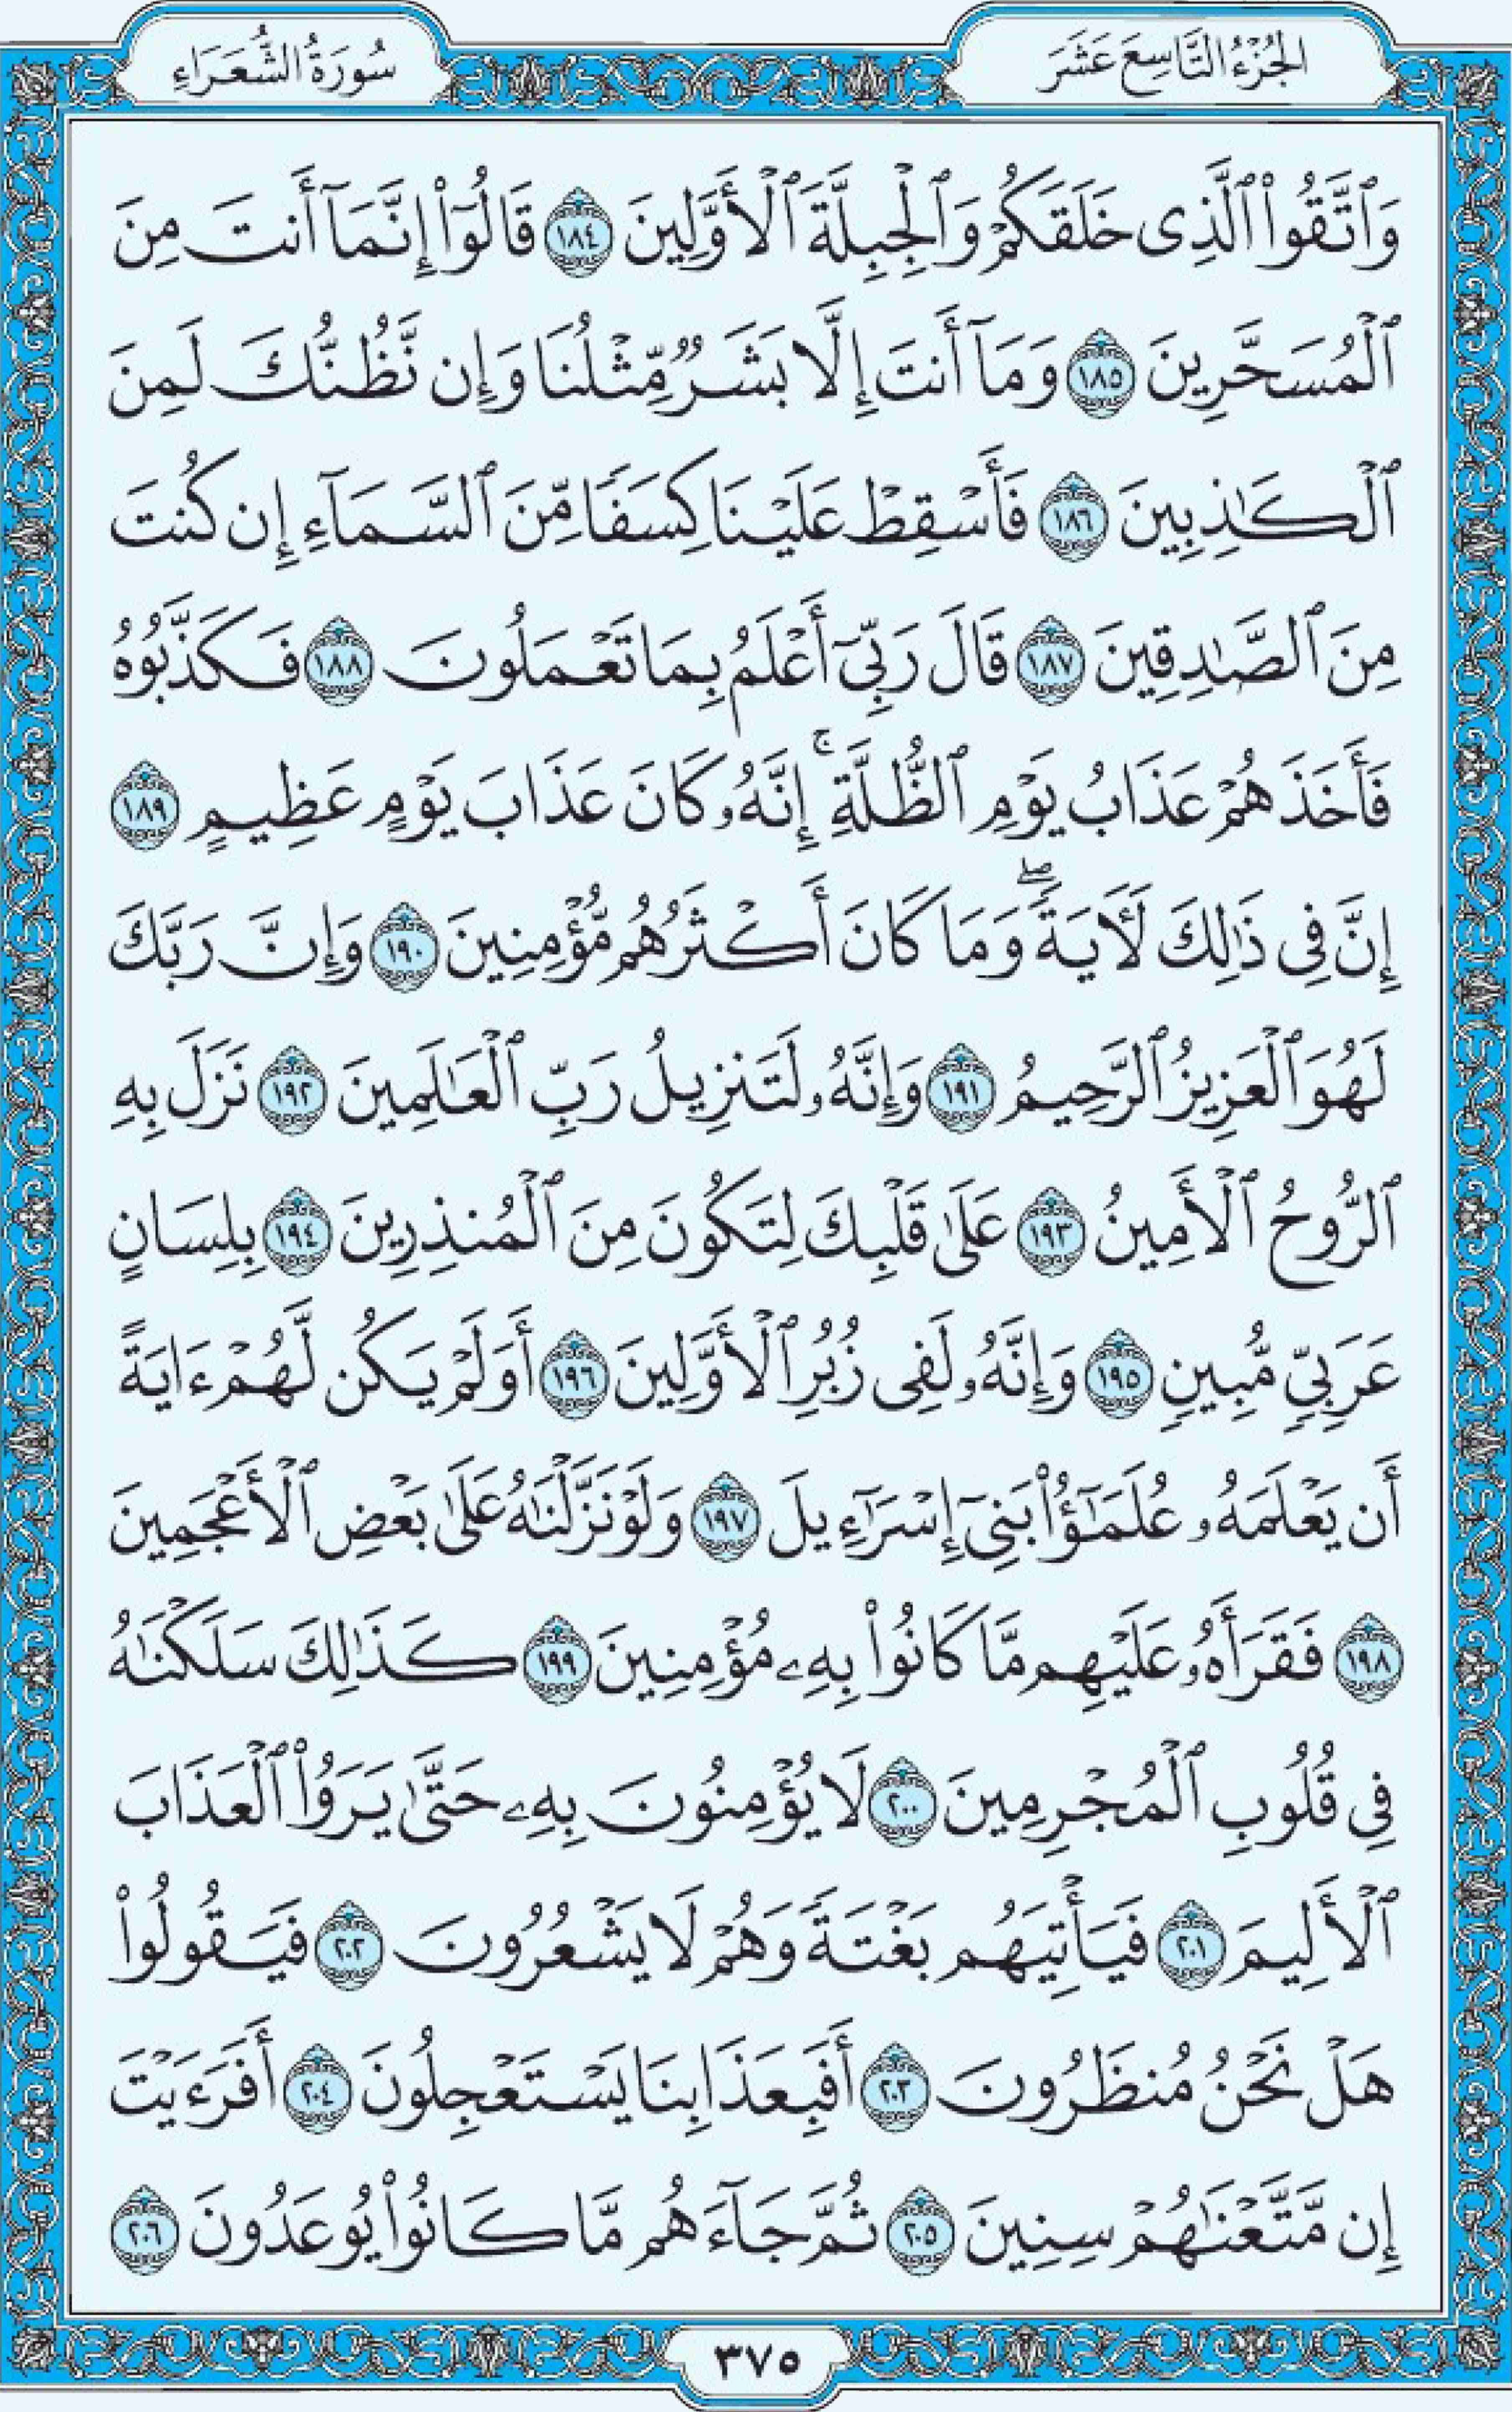 الجُزْءُ التَّاسِعَ عَشَرَ
سُورَةُ الشُّعَرَاءِ
وَٱتَّقُوا۟ ٱلَّذِى خَلَقَكُمْ وَٱلْجِبِلَّةَ ٱلْأَوَّلِينَ ١٨٤ قَالُوٓا۟ إِنَّمَآ أَنتَ مِنَ
ٱلْمُسَحَّرِينَ ١٨٥ وَمَآ أَنتَ إِلَّا بَشَرٌ مِّثْلُنَا وَإِن نَّظُنُّكَ لَمِنَ
ٱلْكَٰذِبِينَ ١٨٦ فَأَسْقِطْ عَلَيْنَا كِسَفًا مِّنَ ٱلسَّمَآءِ إِن كُنتَ
مِنَ ٱلصَّٰدِقِينَ ١٨٧ قَالَ رَبِّىٓ أَعْلَمُ بِمَا تَعْمَلُونَ ١٨٨ فَكَذَّبُوهُ
فَأَخَذَهُمْ عَذَابُ يَوْمِ ٱلظُّلَّةِ ۚ إِنَّهُۥ كَانَ عَذَابَ يَوْمٍ عَظِيمٍ ١٨٩
إِنَّ فِى ذَٰلِكَ لَـَٔايَةً ۖ وَمَا كَانَ أَكْثَرُهُم مُّؤْمِنِينَ ١٩٠ وَإِنَّ رَبَّكَ
لَهُوَ ٱلْعَزِيزُ ٱلرَّحِيمُ ١٩١ وَإِنَّهُۥ لَتَنزِيلُ رَبِّ ٱلْعَٰلَمِينَ ١٩٢ نَزَلَ بِهِ
ٱلرُّوحُ ٱلْأَمِينُ ١٩٣ عَلَىٰ قَلْبِكَ لِتَكُونَ مِنَ ٱلْمُنذِرِينَ ١٩٤ بِلِسَانٍ
عَرَبِىٍّ مُّبِينٍ ١٩٥ وَإِنَّهُۥ لَفِى زُبُرِ ٱلْأَوَّلِينَ ١٩٦ أَوَلَمْ يَكُن لَّهُمْ ءَايَةً
أَن يَعْلَمَهُۥ عُلَمَٰٓؤُا۟ بَنِىٓ إِسْرَٰٓءِيلَ ١٩٧ وَلَوْ نَزَّلْنَٰهُ عَلَىٰ بَعْضِ ٱلْأَعْجَمِينَ
١٩٨ فَقَرَأَهُۥ عَلَيْهِم مَّا كَانُوا۟ بِهِۦ مُؤْمِنِينَ ١٩٩ كَذَٰلِكَ سَلَكْنَٰهُ
فِى قُلُوبِ ٱلْمُجْرِمِينَ ٢٠٠ لَا يُؤْمِنُونَ بِهِۦ حَتَّىٰ يَرَوُا۟ ٱلْعَذَابَ
ٱلْأَلِيمَ ٢٠١ فَيَأْتِيَهُم بَغْتَةً وَهُمْ لَا يَشْعُرُونَ ٢٠٢ فَيَقُولُوا۟
هَلْ نَحْنُ مُنظَرُونَ ٢٠٣ أَفَبِعَذَابِنَا يَسْتَعْجِلُونَ ٢٠٤ أَفَرَءَيْتَ
إِن مَّتَّعْنَٰهُمْ سِنِينَ ٢٠٥ ثُمَّ جَآءَهُم مَّا كَانُوا۟ يُوعَدُونَ ٢٠٦
٣٧٥